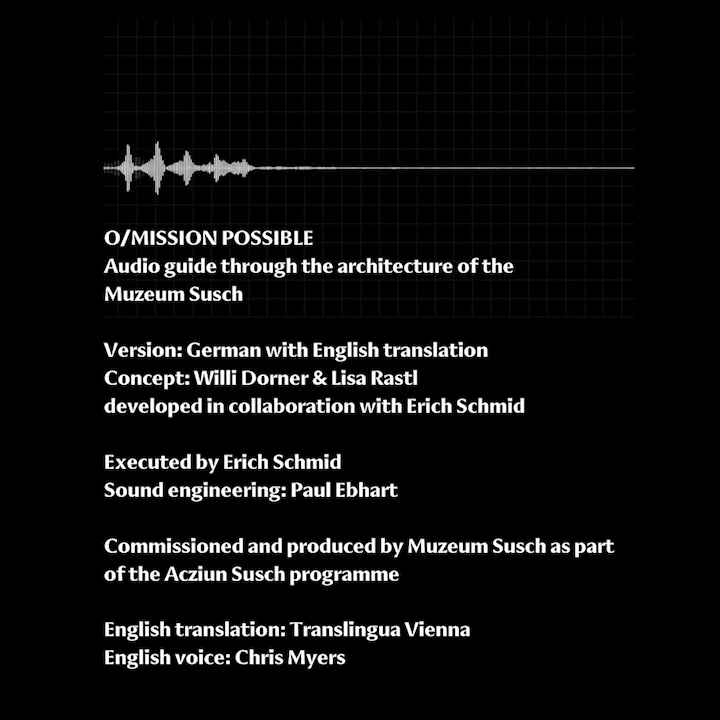 O/MISSION POSSIBLE
Audio guide through the architecture of the
Muzeum Susch
Version: German with English translation
Concept: Willi Dorner & Lisa Rastl
developed in collaboration with Erich Schmid
Executed by Erich Schmid
Sound engineering: Paul Ebhart
Commissioned and produced by Muzeum Susch as part
of the Acziun Susch programme
English translation: Translingua Vienna
English voice: Chris Myers